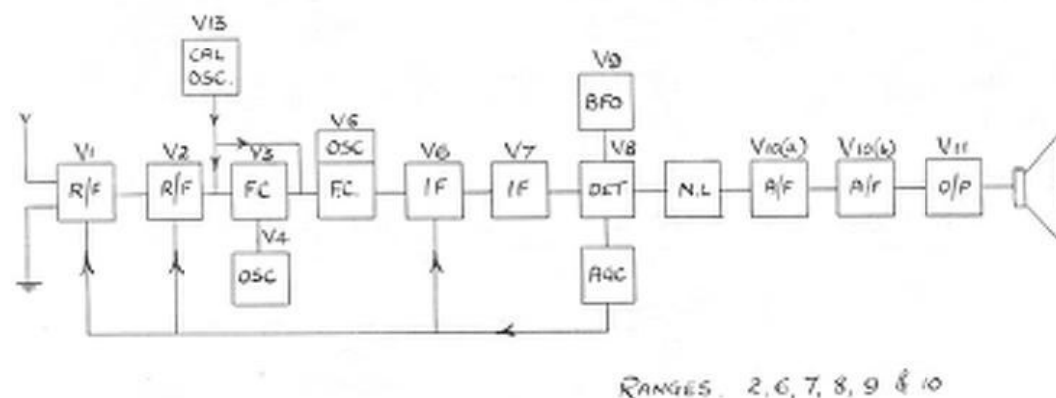 V13
CAL
OSC.
V1
R/F
V2
R/F
V3
FC
V4
OSC
V5
OSC
F.C.
V6
IF
V7
IF
V9
BFO
V8
DET
AGC
N.L
V10(a)
A/F
V10(b)
A/F
V11
O/P
RANGES. 2, 6, 7, 8, 9 & 10